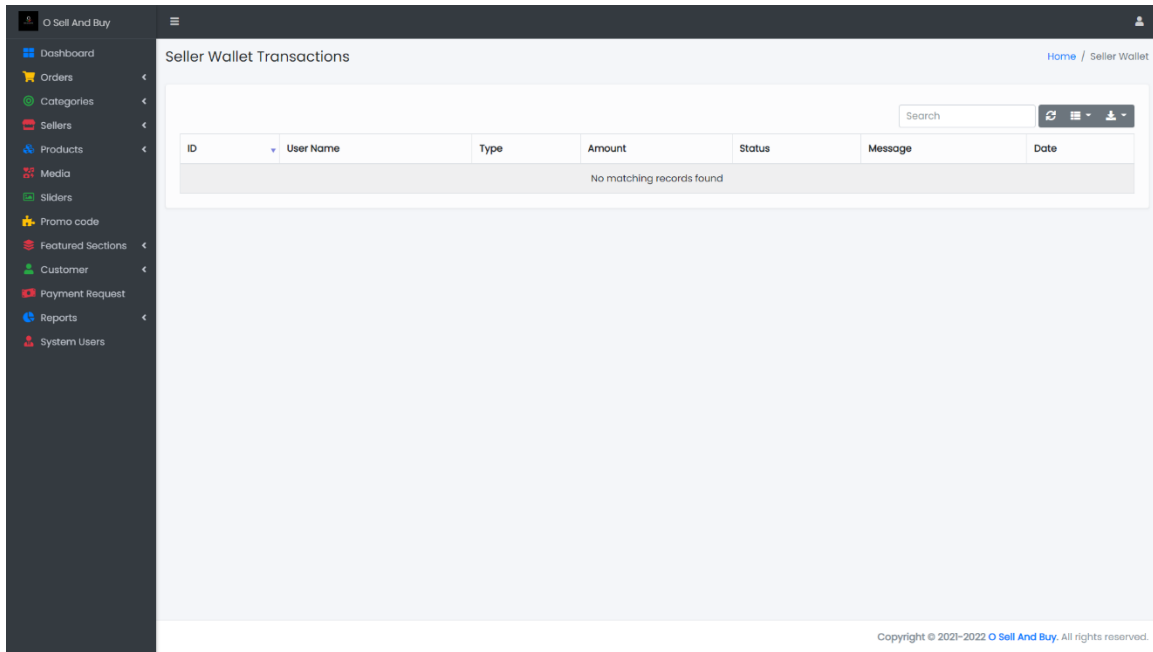 O Sell And Buy
Dashboard
Orders
Categories
Sellers
Products
Media
Sliders
Promo code
Featured Sections
Customer
Payment Request
Reports
System Users
Seller Wallet Transactions
Home / Seller Wallet
Search
ID User Name Type Amount Status Message Date
No matching records found
Copyright © 2021-2022 O Sell And Buy. All rights reserved.